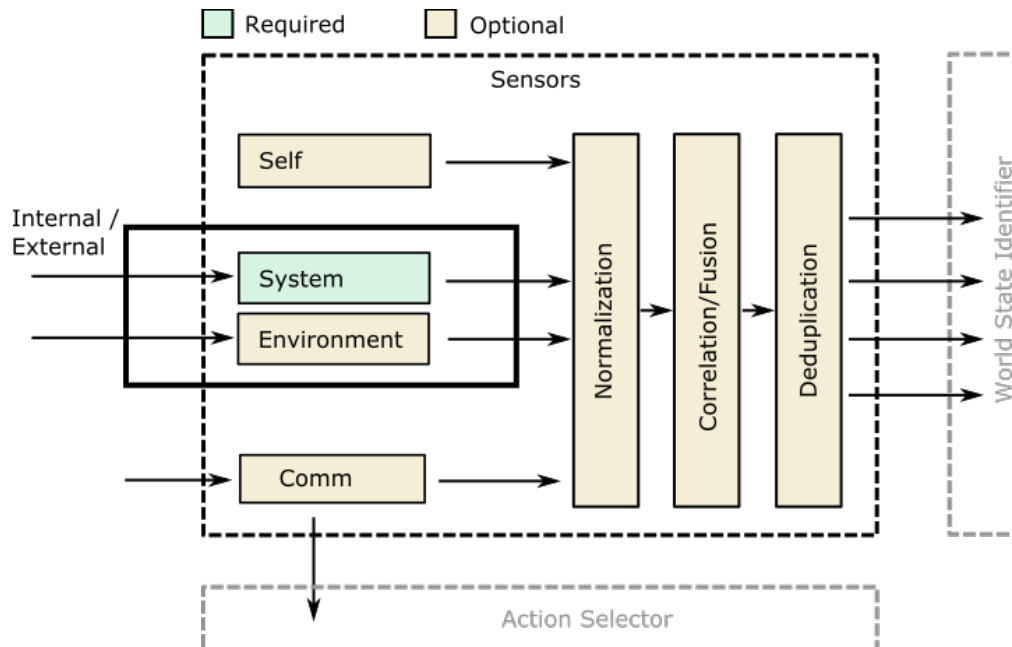 Required
Optional
Sensors
Self
Internal /
External
System
Environment
Comm
Normalization
Correlation/Fusion
Deduplication
World State Identifier
Action Selector